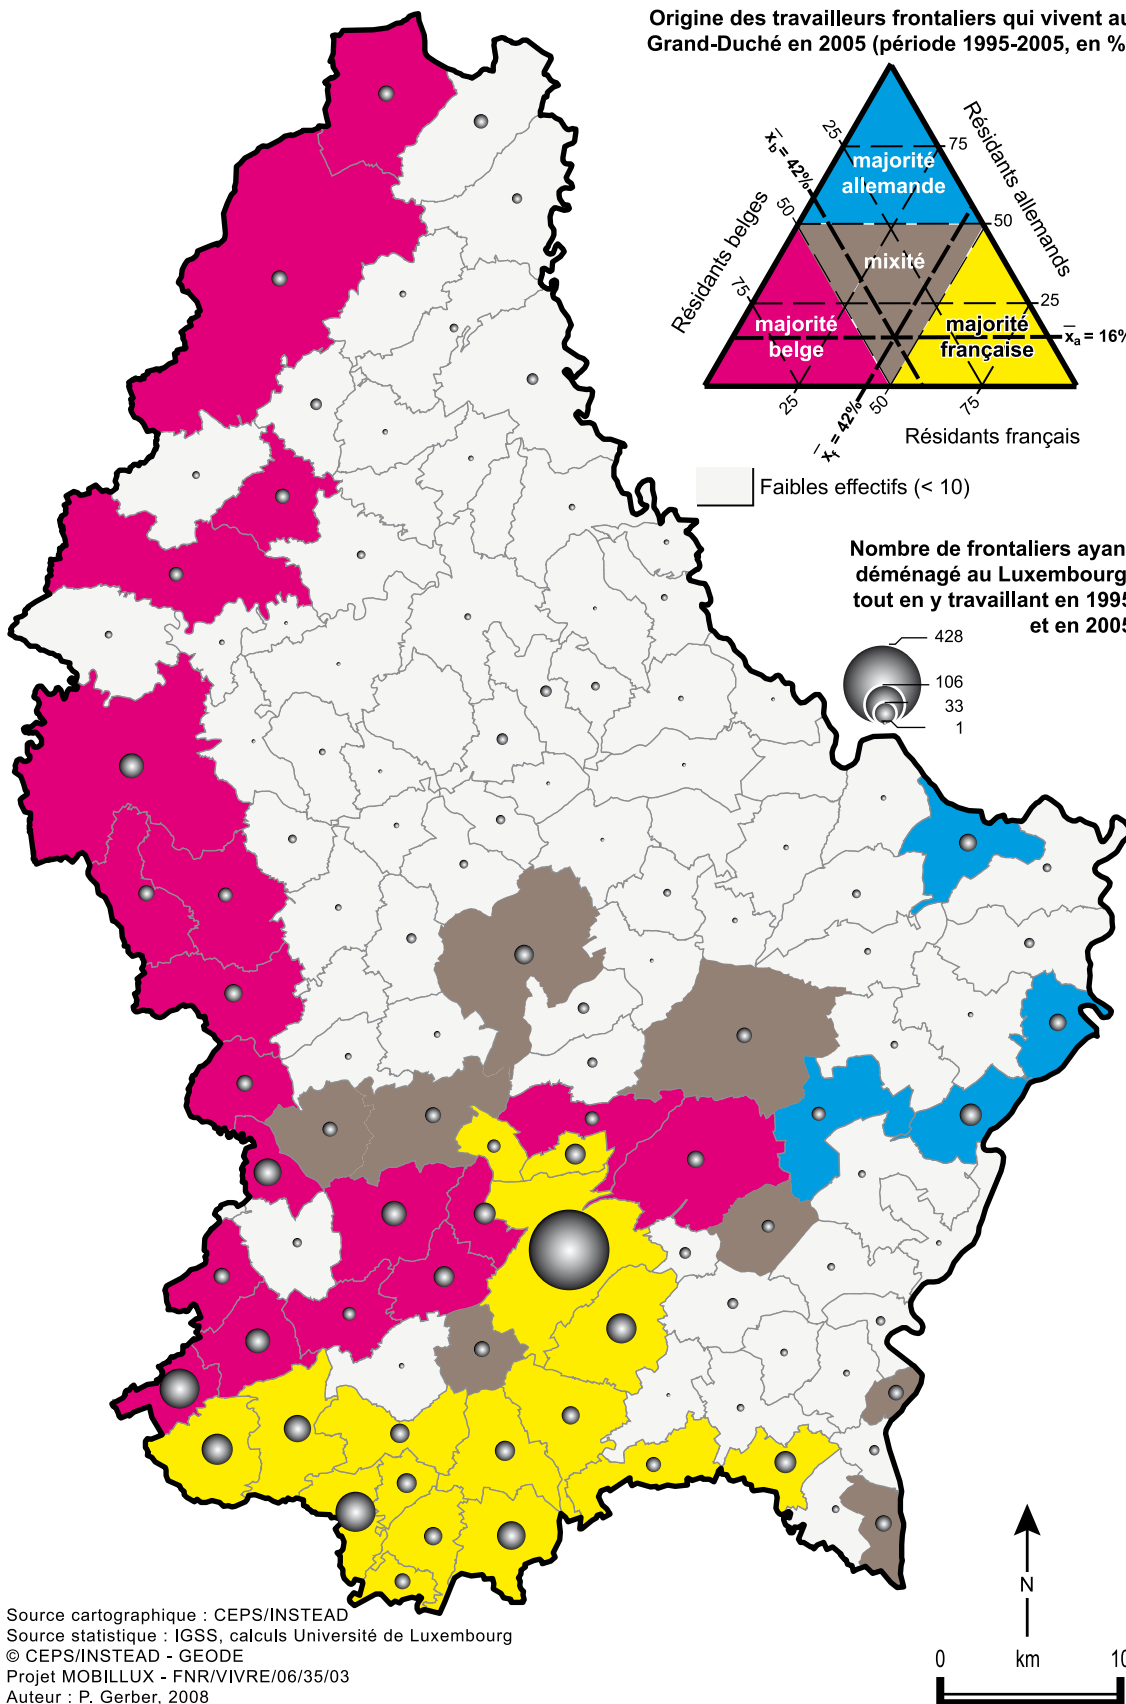 Origine des travailleurs frontaliers qui vivent au
Grand-Duché en 2005 (période 1995-2005, en %
25
75
x̄b = 42%
majorité
allemande
Résidants allemands
50
50
Résidants belges
mixité
75
25
majorité
belge
majorité
française
x̄a = 16%
25
50
75
x̄f = 42%
Résidants français
Faibles effectifs (< 10)
Nombre de frontaliers ayan
déménagé au Luxembourg
tout en y travaillant en 1995
et en 2005
428
106
33
1
N
0 km 10
Source cartographique : CEPS/INSTEAD
Source statistique : IGSS, calculs Université de Luxembourg
© CEPS/INSTEAD - GEODE
Projet MOBILLUX - FNR/VIVRE/06/35/03
Auteur : P. Gerber, 2008